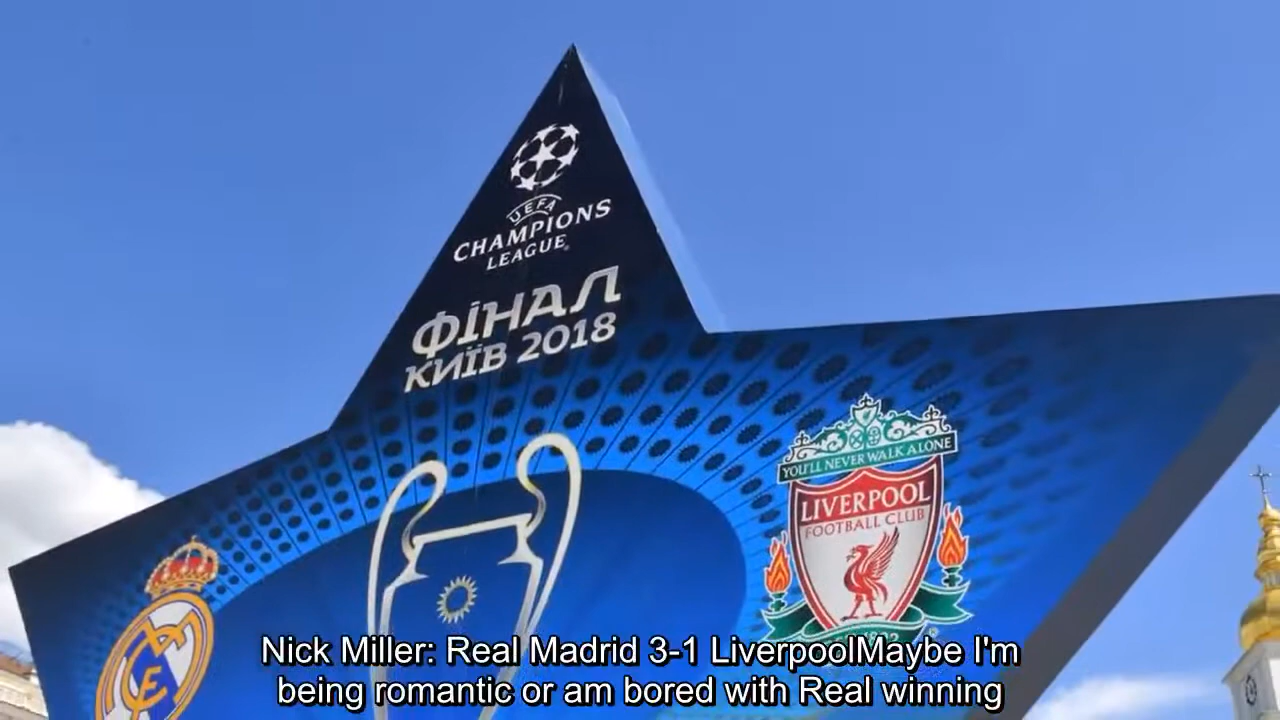 UEFA
CHAMPIONS
LEAGUE
ФІНАЛ
КИЇВ 2018
YOU'LL NEVER WALK ALONE
LIVERPOOL
FOOTBALL CLUB
Nick Miller: Real Madrid 3-1 LiverpoolMaybe I'm
being romantic or am bored with Real winning